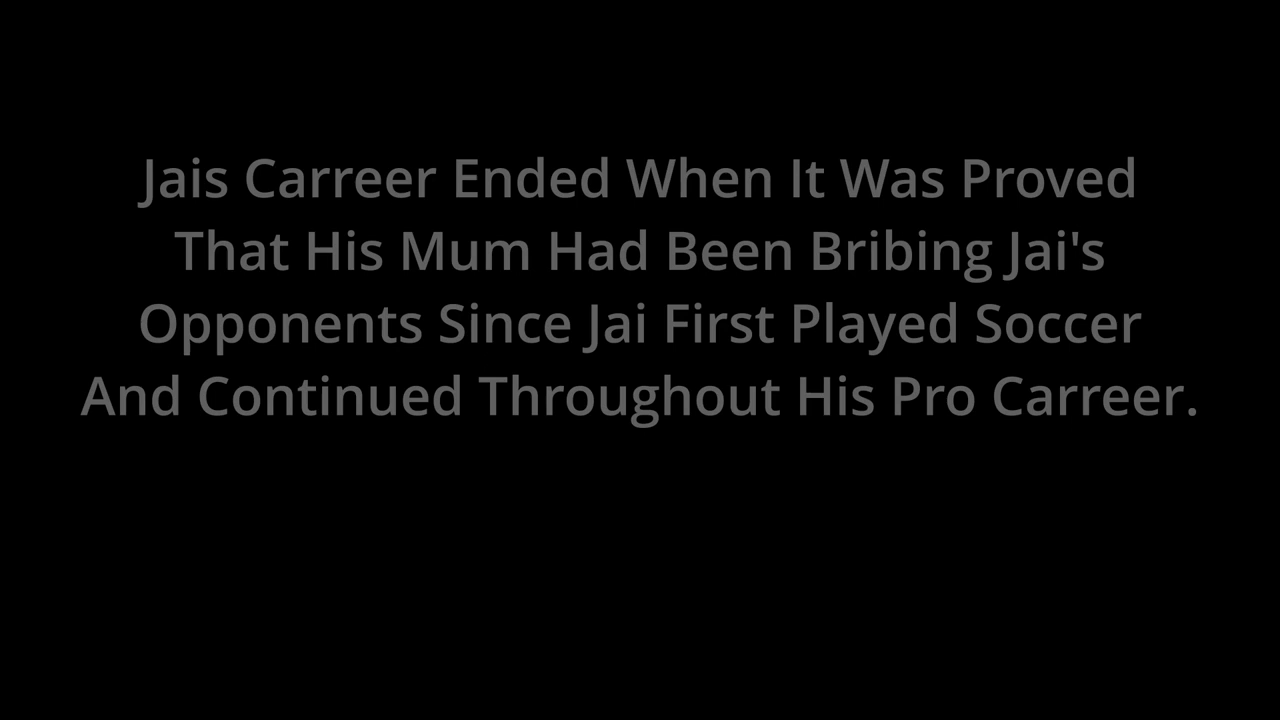 Jais Carreer Ended When It Was Proved
That His Mum Had Been Bribing Jai's
Opponents Since Jai First Played Soccer
And Continued Throughout His Pro Carreer.